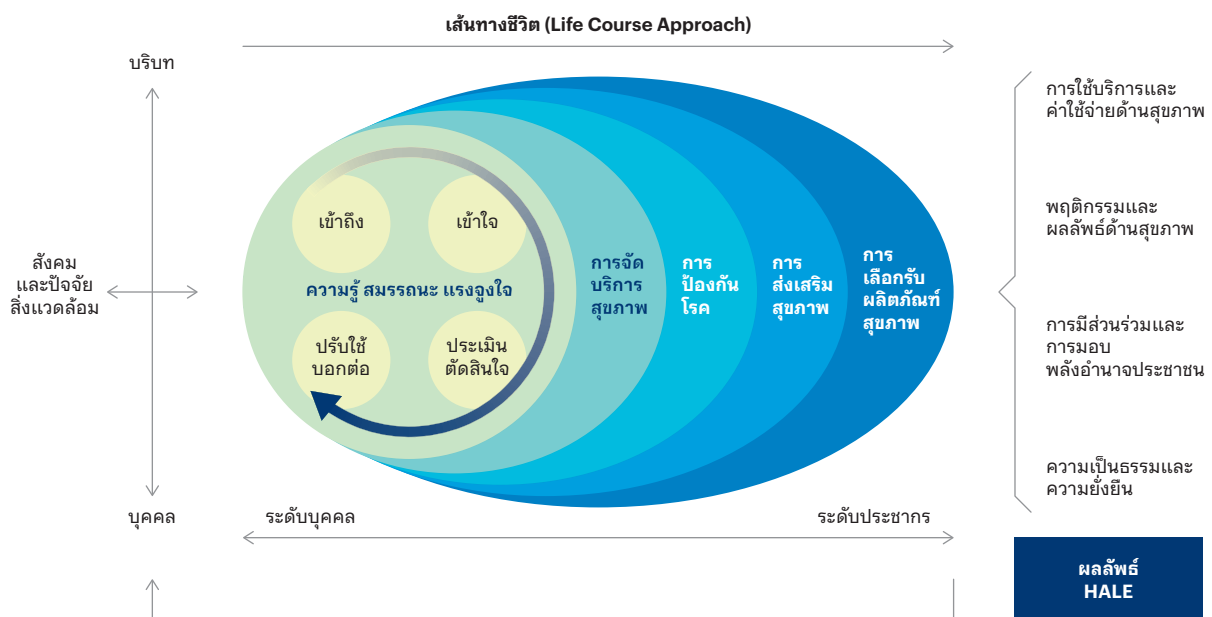 เส้นทางชีวิต (Life Course Approach)
บริบท
สังคม
และปัจจัย
สิ่งแวดล้อม
บุคคล
เข้าถึง
เข้าใจ
ความรู้ สมรรถนะ แรงจูงใจ
ปรับใช้
บอกต่อ
ประเมิน
ตัดสินใจ
การจัด
บริการ
สุขภาพ
การ
ป้องกัน
โรค
การ
ส่งเสริม
สุขภาพ
การ
เลือกรับ
ผลิตภัณฑ์
สุขภาพ
ระดับบุคคล
ระดับประชากร
การใช้บริการและ
ค่าใช้จ่ายด้านสุขภาพ
พฤติกรรมและ
ผลลัพธ์ด้านสุขภาพ
การมีส่วนร่วมและ
การมอบ
พลังอำนาจประชาชน
ความเป็นธรรมและ
ความยั่งยืน
ผลลัพธ์
HALE